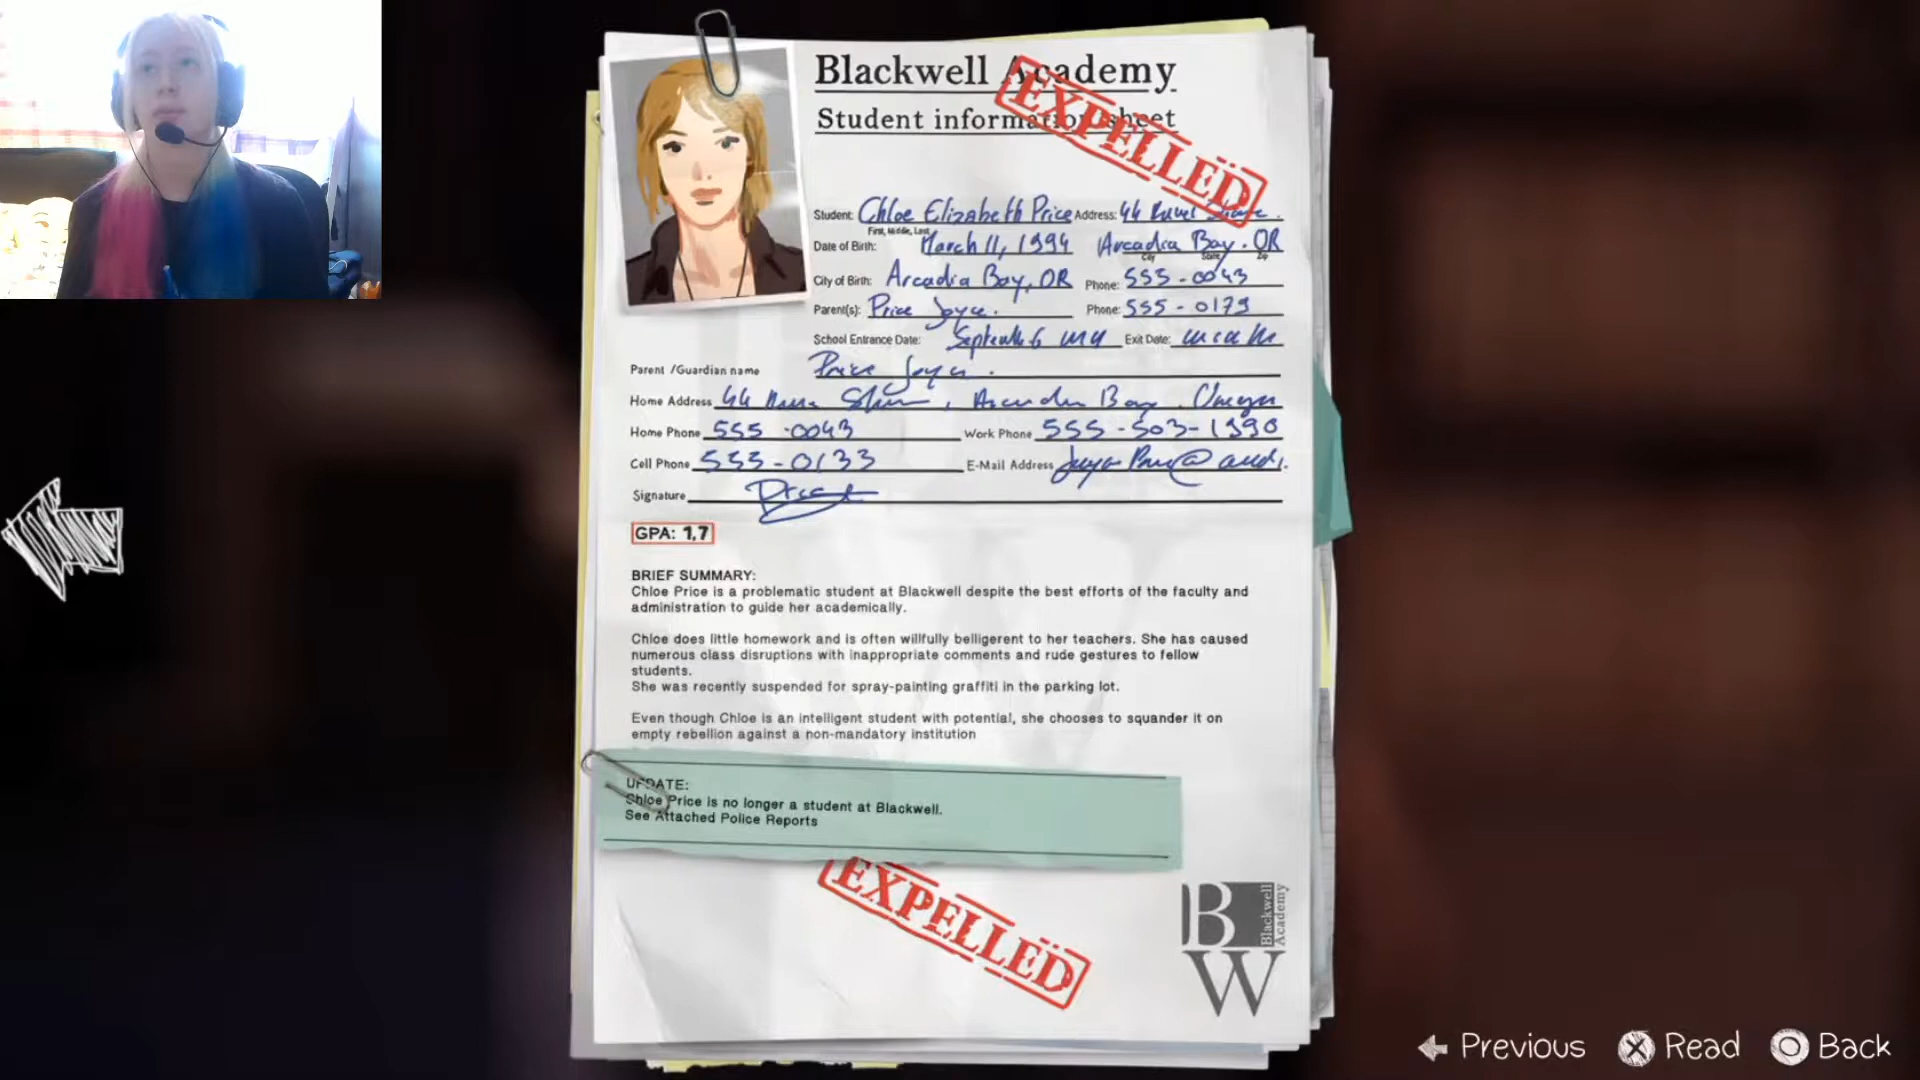 Blackwell Academy
EXPELLED
Student information sheet
Student: Chloe Elizabeth Price Address: 44
First, Middle, Last
Date of Birth: March 11, 1994 Arcadia Bay. OR
City State Zip
City of Birth: Arcadia Bay, OR Phone: 555-0043
Parent(s): Price Joyce. Phone: 555-0179
School Entrance Date: Exit Date:
Parent /Guardian name Price Joyce.
Home Address 44
Home Phone 555-0043 Work Phone 555-503-1390
Cell Phone 555-0133 E-Mail Address
Signature
GPA: 1,7
BRIEF SUMMARY:
Chloe Price is a problematic student at Blackwell despite the best efforts of the faculty and
administration to guide her academically.
Chloe does little homework and is often willfully belligerent to her teachers. She has caused
numerous class disruptions with inappropriate comments and rude gestures to fellow
students.
She was recently suspended for spray-painting graffiti in the parking lot.
Even though Chloe is an intelligent student with potential, she chooses to squander it on
empty rebellion against a non-mandatory institution
UPDATE:
Chloe Price is no longer a student at Blackwell.
See Attached Police Reports
EXPELLED
B W
Blackwell
Academy
Previous Read Back